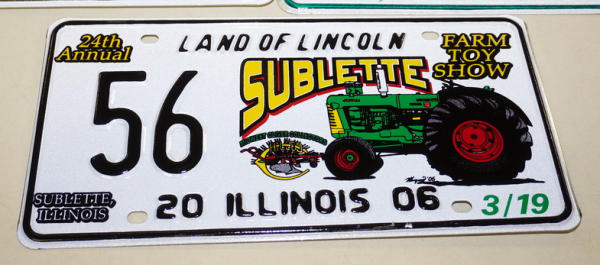 24th
Annual
LAND OF LINCOLN
FARM
TOY
SHOW
SUBLETTE
56
SUBLETTE,
ILLINOIS
20 ILLINOIS 06
3/19